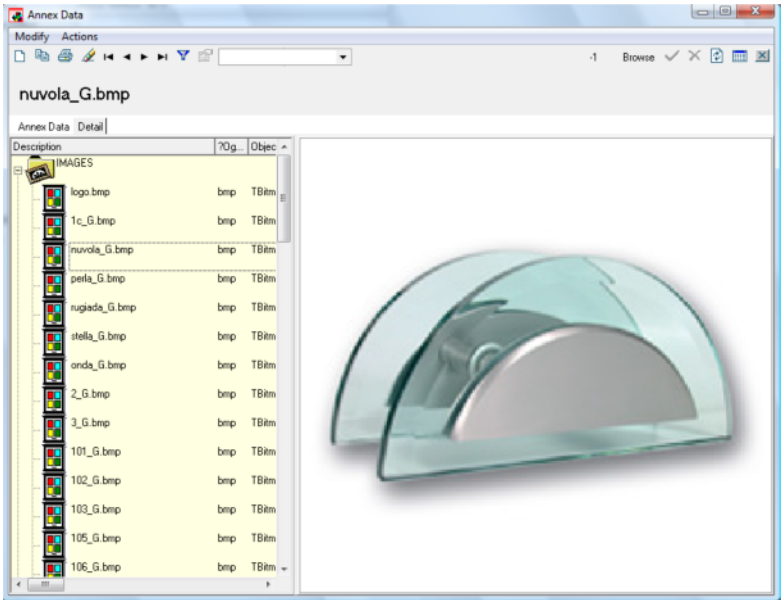 Annex Data
Modify Actions
-1 Browse
nuvola_G.bmp
Annex Data Detail
Description ?Og... Objec
IMAGES
logo.bmp bmp TBitm
1c_G.bmp bmp TBitm
nuvola_G.bmp bmp TBitm
perla_G.bmp bmp TBitm
rugiada_G.bmp bmp TBitm
stella_G.bmp bmp TBitm
onda_G.bmp bmp TBitm
2_G.bmp bmp TBitm
3_G.bmp bmp TBitm
101_G.bmp bmp TBitm
102_G.bmp bmp TBitm
103_G.bmp bmp TBitm
105_G.bmp bmp TBitm
106_G.bmp bmp TBitm